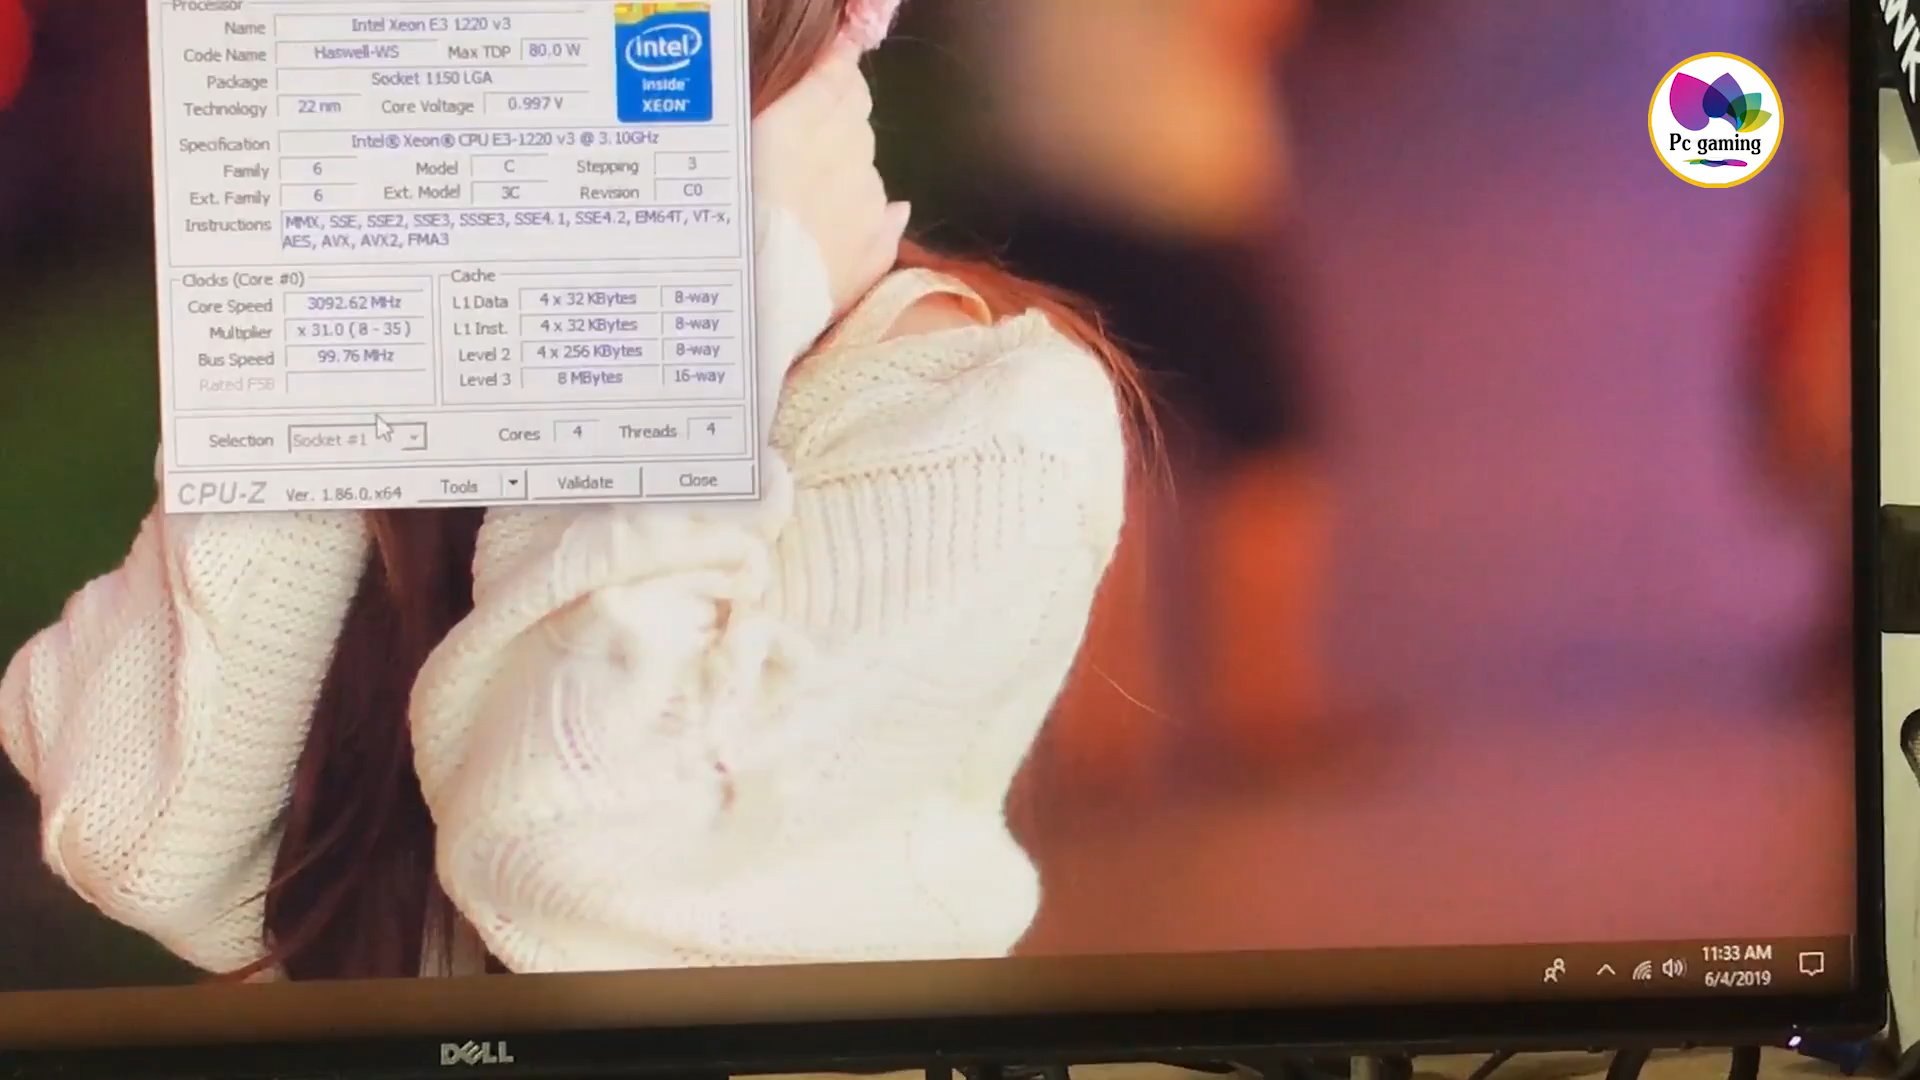 Processor
Name Intel Xeon E3 1220 v3
Code Name Haswell-WS Max TDP 80.0 W
Package Socket 1150 LGA
Technology 22 nm Core Voltage 0.997 V
intel
inside™
XEON®
Specification Intel® Xeon® CPU E3-1220 v3 @ 3.10GHz
Family 6 Model C Stepping 3
Ext. Family 6 Ext. Model 3C Revision C0
Instructions MMX, SSE, SSE2, SSE3, SSSE3, SSE4.1, SSE4.2, EM64T, VT-x,
AES, AVX, AVX2, FMA3
Clocks (Core #0)
Core Speed 3092.62 MHz
Multiplier x 31.0 ( 8 - 35 )
Bus Speed 99.76 MHz
Rated FSB
Cache
L1 Data 4 x 32 KBytes 8-way
L1 Inst. 4 x 32 KBytes 8-way
Level 2 4 x 256 KBytes 8-way
Level 3 8 MBytes 16-way
Selection Socket #1 Cores 4 Threads 4
CPU-Z Ver. 1.86.0.x64 Tools Validate Close
Pc gaming
11:33 AM
6/4/2019
DELL